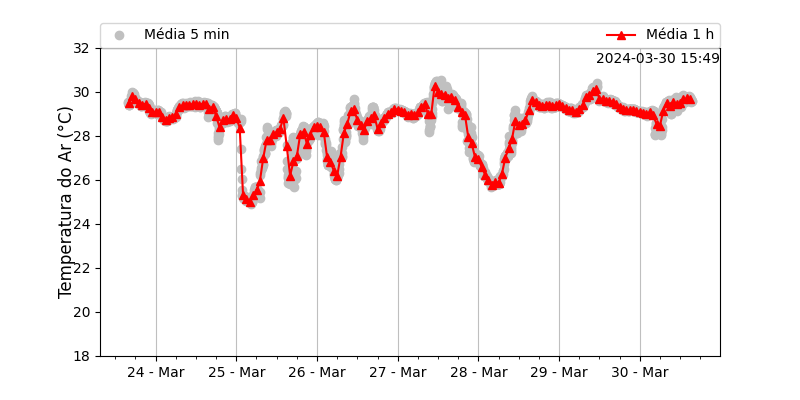 Média 5 min
Média 1 h
2024-03-30 15:49
Temperatura do Ar (°C)
32
30
28
26
24
22
20
18
24 - Mar
25 - Mar
26 - Mar
27 - Mar
28 - Mar
29 - Mar
30 - Mar